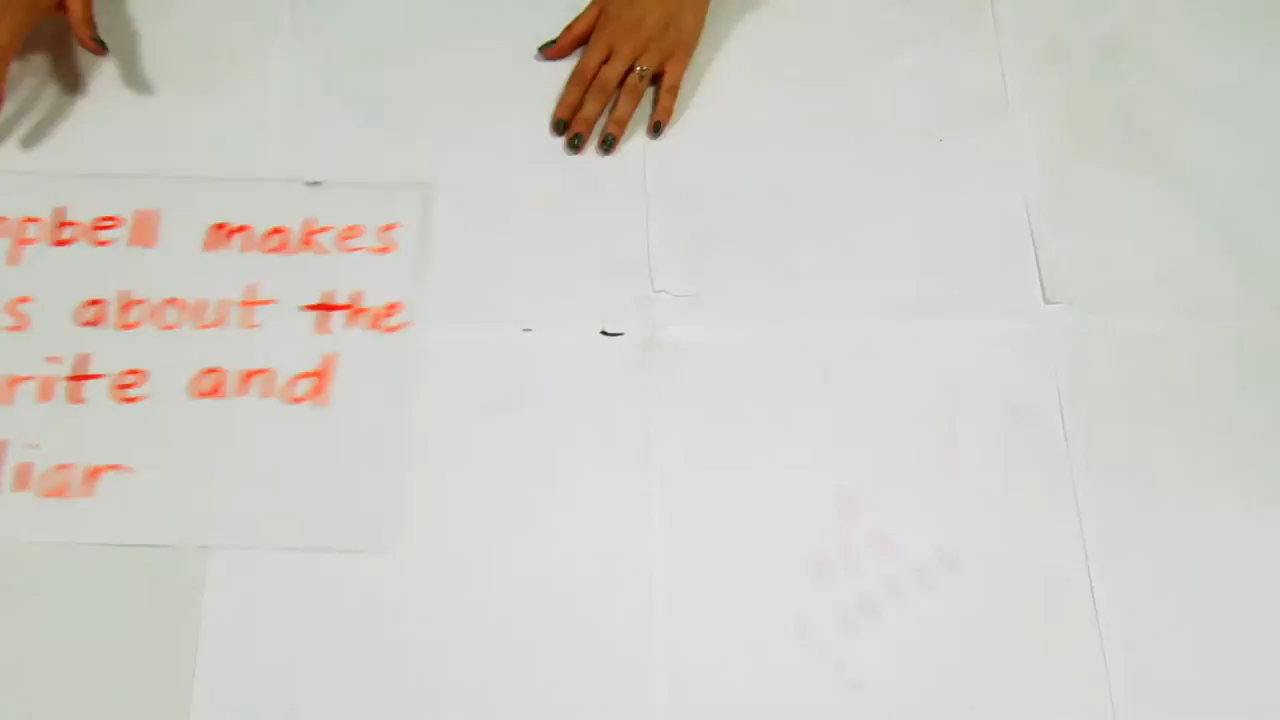 pbell makes
s about the
rite and
liar